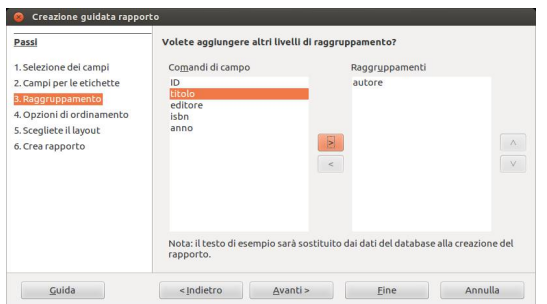 Creazione guidata rapporto
Passi
1. Selezione dei campi
2. Campi per le etichette
3. Raggruppamento
4. Opzioni di ordinamento
5. Scegliete il layout
6. Crea rapporto
Volete aggiungere altri livelli di raggruppamento?
Comandi di campo
ID
titolo
editore
isbn
anno
>
<
Raggruppamenti
autore
Nota: il testo di esempio sarà sostituito dai dati del database alla creazione del
rapporto.
Guida
< Indietro
Avanti >
Fine
Annulla